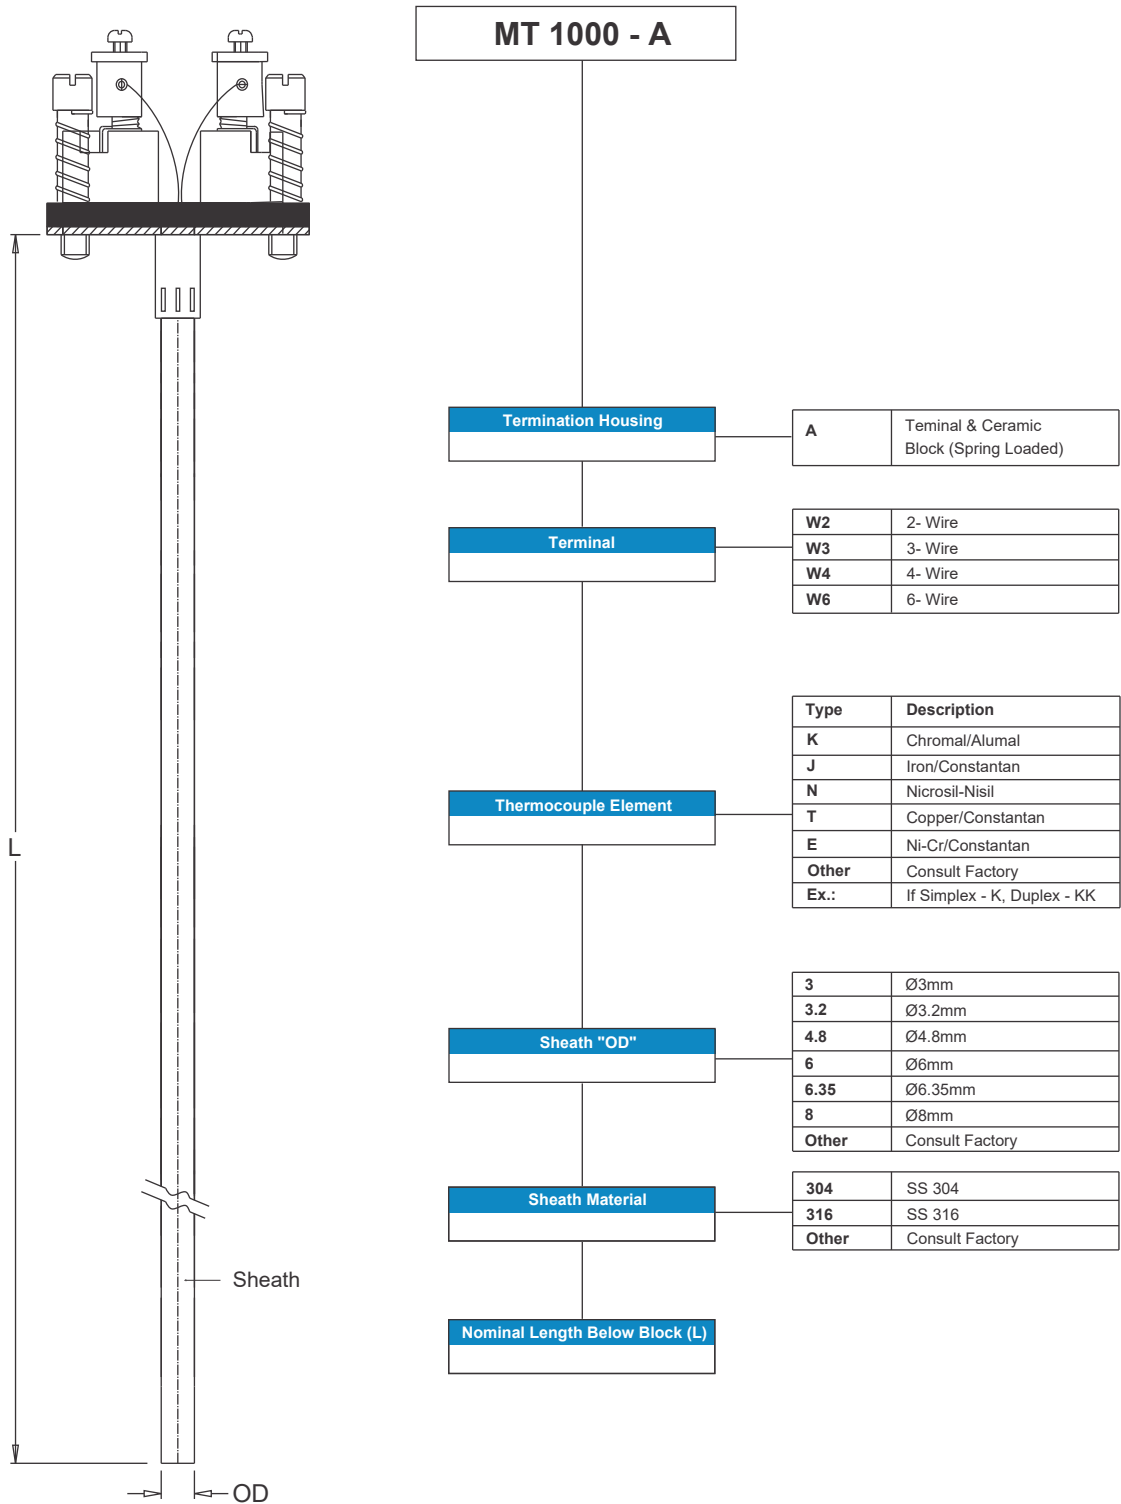 MT 1000 - A
Termination Housing
A Teminal & Ceramic
Block (Spring Loaded)
Terminal
W2 2- Wire
W3 3- Wire
W4 4- Wire
W6 6- Wire
Thermocouple Element
Type Description
K Chromal/Alumal
J Iron/Constantan
N Nicrosil-Nisil
T Copper/Constantan
E Ni-Cr/Constantan
Other Consult Factory
Ex.: If Simplex - K, Duplex - KK
L
Sheath "OD"
3 Ø3mm
3.2 Ø3.2mm
4.8 Ø4.8mm
6 Ø6mm
6.35 Ø6.35mm
8 Ø8mm
Other Consult Factory
Sheath Material
304 SS 304
316 SS 316
Other Consult Factory
Sheath
Nominal Length Below Block (L)
OD